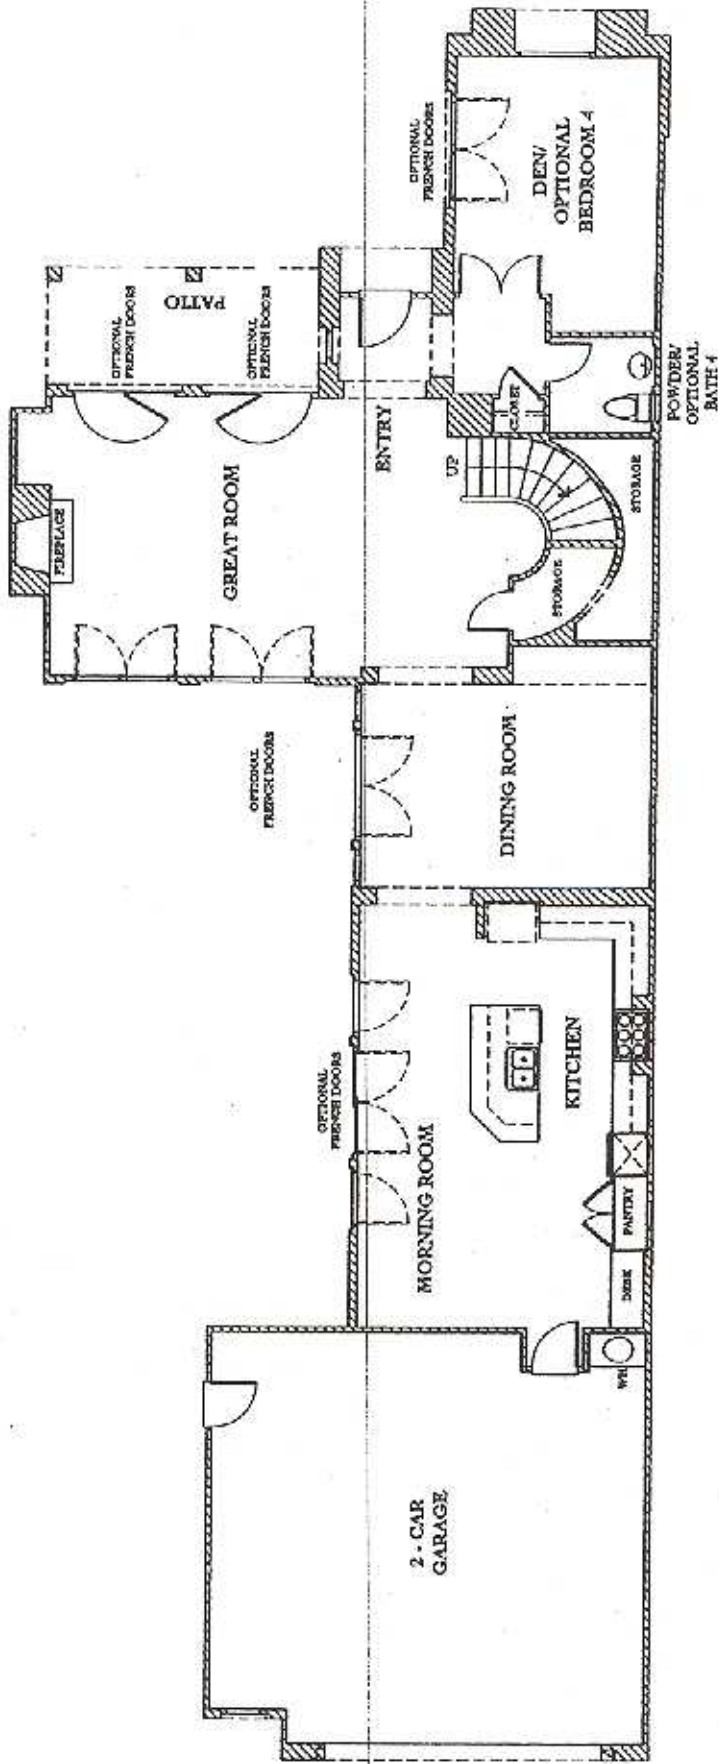 OPTIONAL
FRENCH DOORS
DEN/
OPTIONAL
BEDROOM 4
PATIO
OPTIONAL
FRENCH DOORS
OPTIONAL
FRENCH DOORS
POWDER/
OPTIONAL
BATH 4
CLOSET
ENTRY
UP
STORAGE
STORAGE
FIREPLACE
GREAT ROOM
OPTIONAL
FRENCH DOORS
DINING ROOM
OPTIONAL
FRENCH DOORS
KITCHEN
MORNING ROOM
PANTRY
DESK
WH
2 - CAR
GARAGE